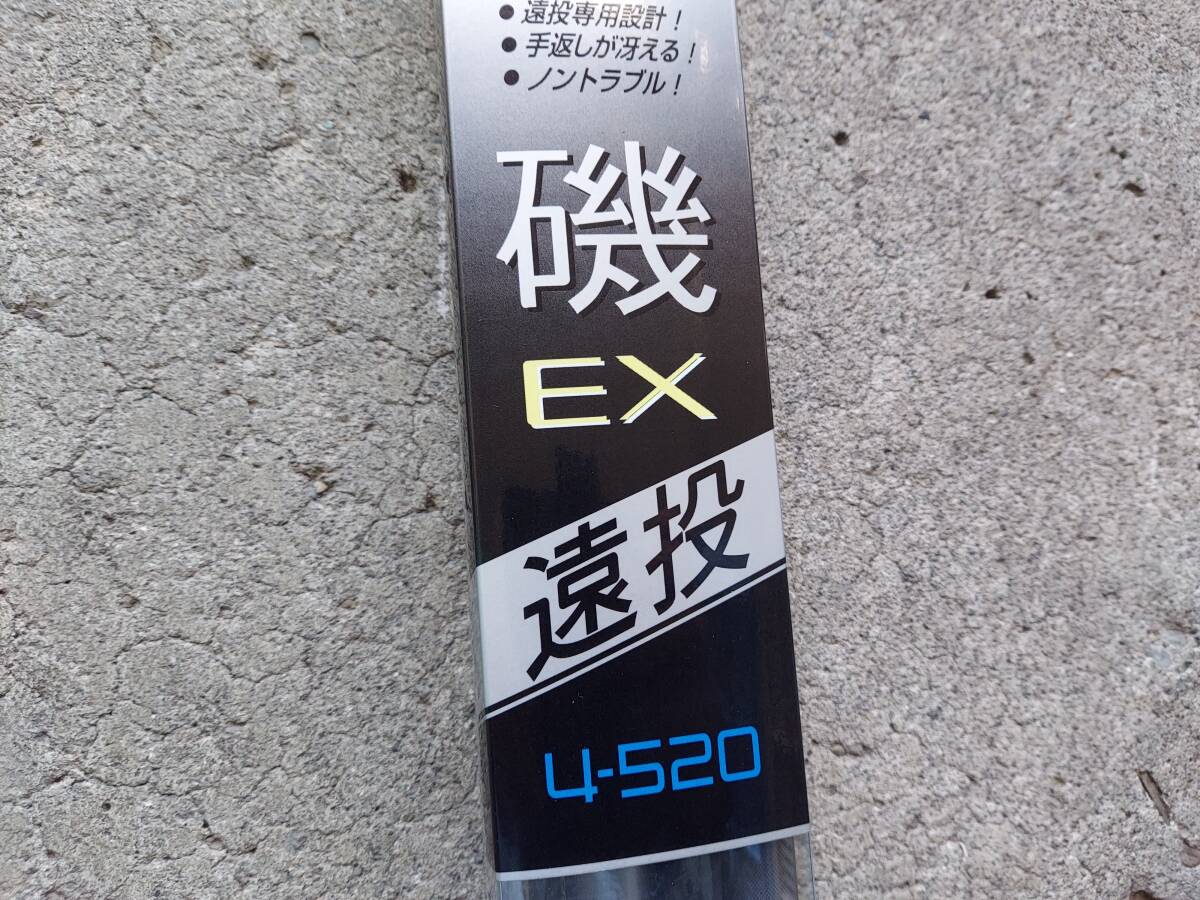 ● 遠投専用設計！
● 手返しが冴える！
● ノントラブル！
磯
EX
遠投
4-520